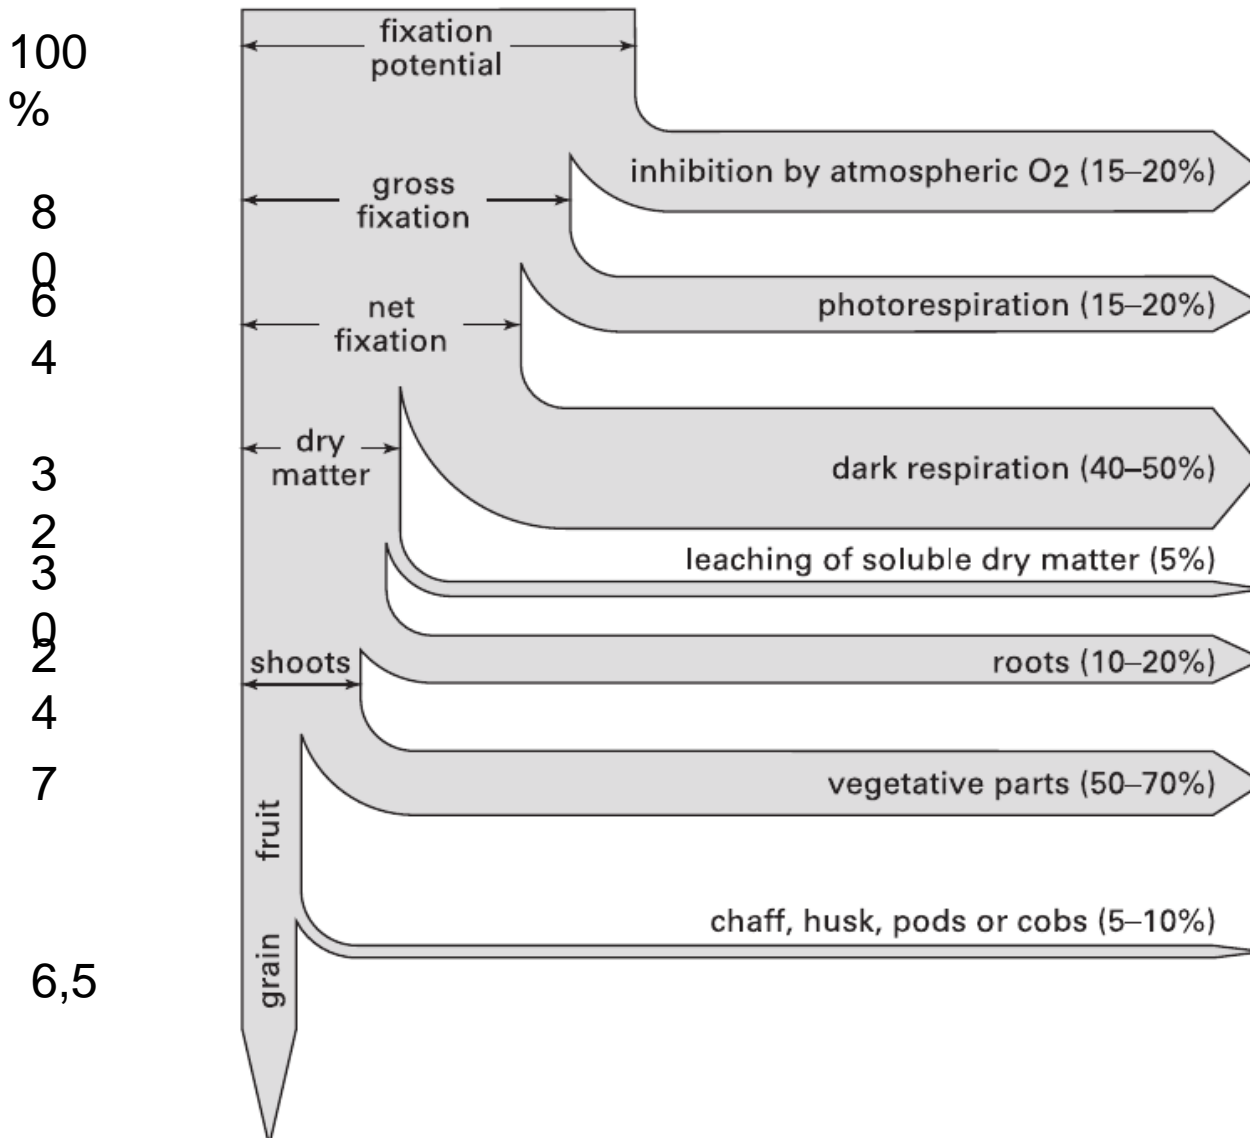 100
%
fixation
potential
inhibition by atmospheric O2 (15–20%)
8
0
gross
fixation
6
4
net
fixation
photorespiration (15–20%)
dry
matter
dark respiration (40–50%)
3
2
leaching of soluble dry matter (5%)
3
0
shoots
roots (10–20%)
2
4
7
vegetative parts (50–70%)
fruit
chaff, husk, pods or cobs (5–10%)
grain
6,5